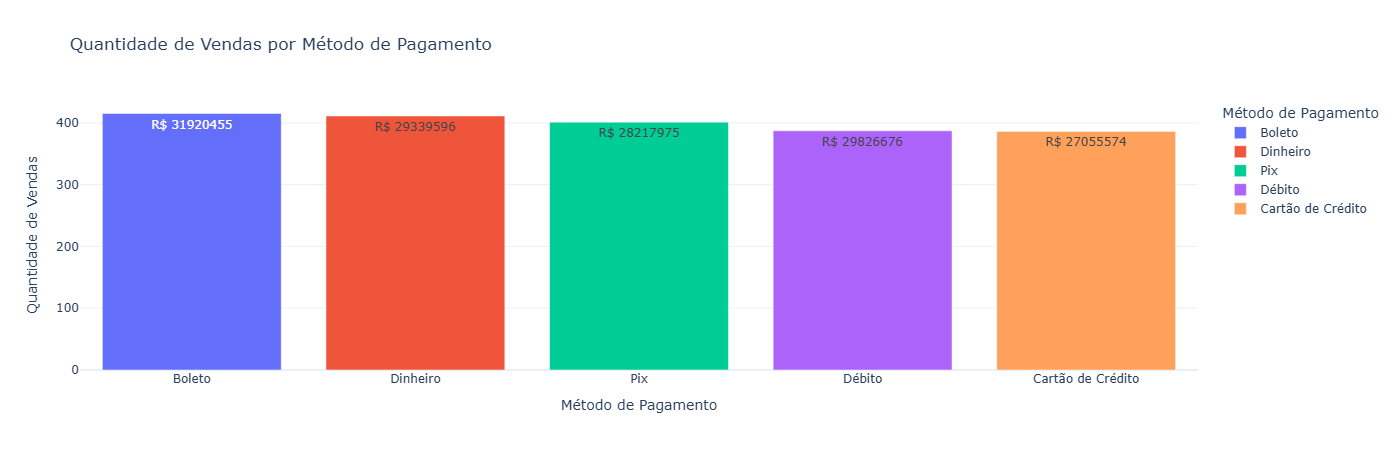 Quantidade de Vendas por Método de Pagamento
Quantidade de Vendas
400
300
200
100
0
R$ 31920455
R$ 29339596
R$ 28217975
R$ 29826676
R$ 27055574
Boleto
Dinheiro
Pix
Débito
Cartão de Crédito
Método de Pagamento
Método de Pagamento
Boleto
Dinheiro
Pix
Débito
Cartão de Crédito